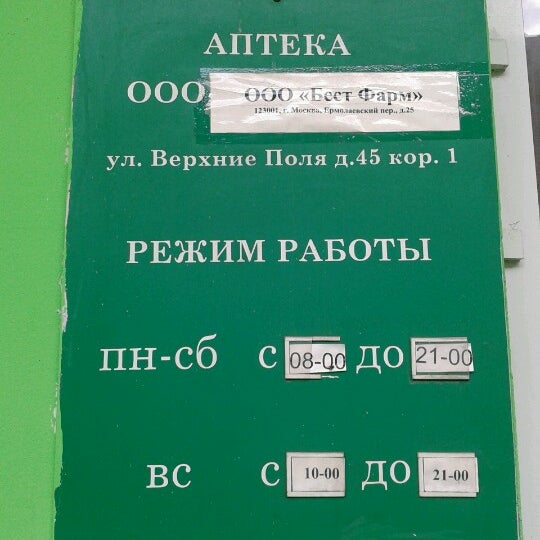 АПТЕКА
ООО ООО «Бест Фарм»
123001, г. Москва, Ермолаевский пер., д.25
ул. Верхние Поля д.45 кор. 1
РЕЖИМ РАБОТЫ
пн-сб с 08-00 до 21-00
вс с 10-00 до 21-00